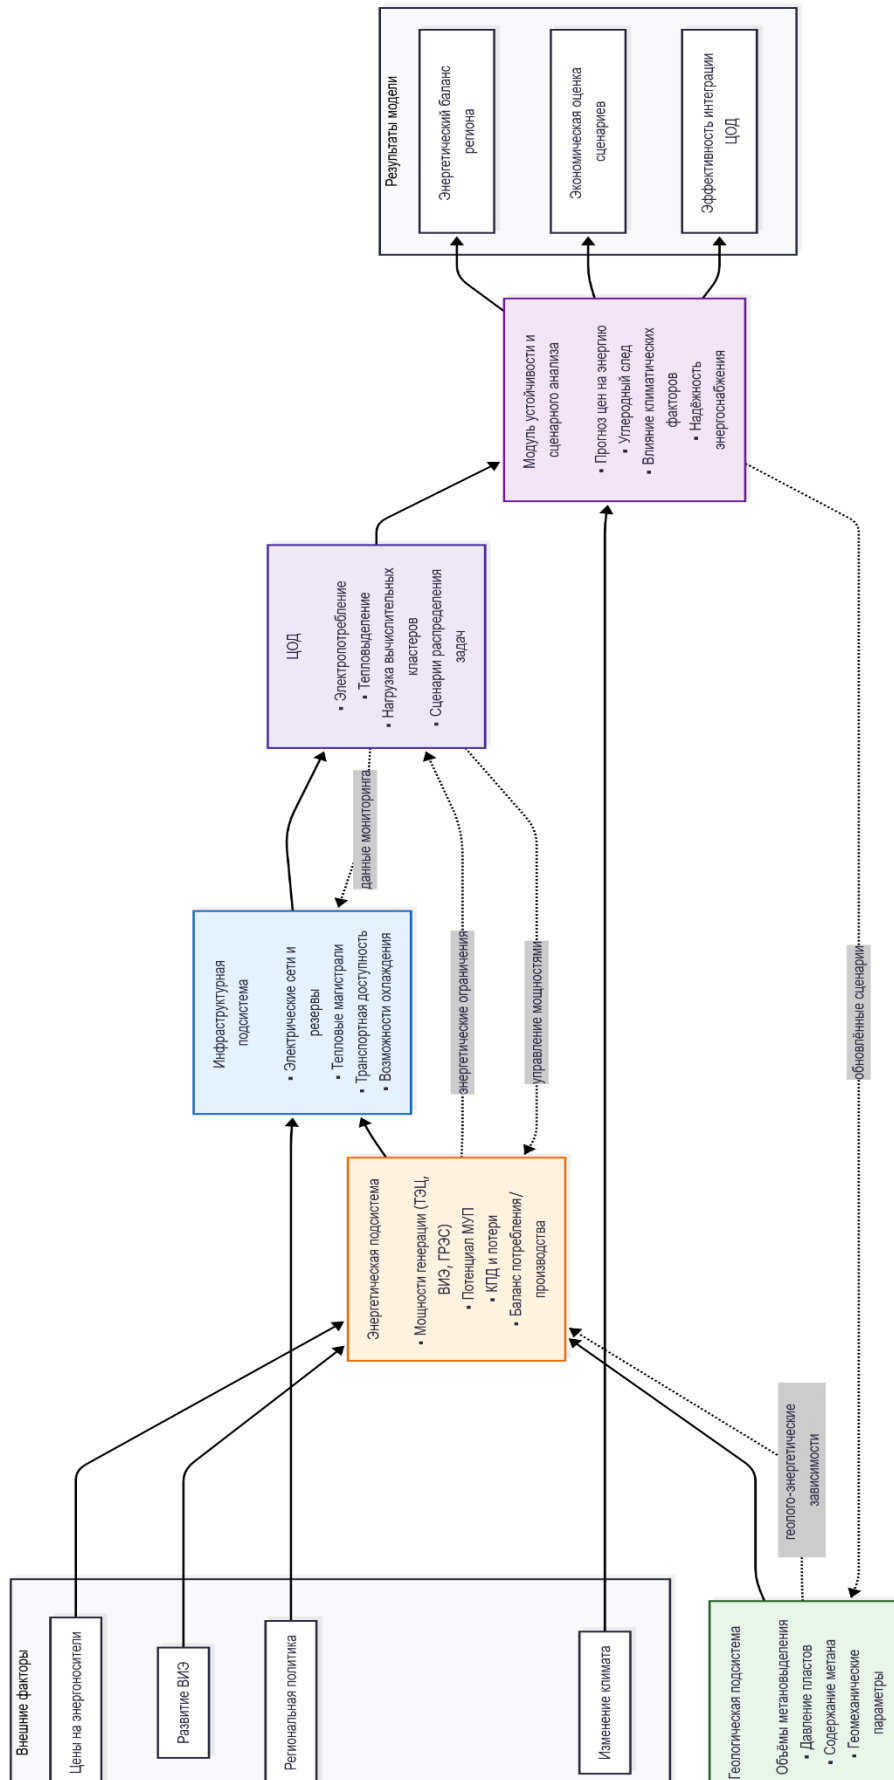 Внешние факторы
Цены на энергоносители
Развитие ВИЭ
Региональная политика
Изменение климата
Геологическая подсистема
Объёмы метановыделения
▪ Давление пластов
▪ Содержание метана
▪ Геомеханические
параметры
геолого-энергетические
зависимости
Энергетическая подсистема
▪ Мощности генерации (ТЭЦ,
ВИЭ, ГРЭС)
▪ Потенциал МУП
▪ КПД и потери
▪ Баланс потребления/
производства
Инфраструктурная
подсистема
▪ Электрические сети и
резервы
▪ Тепловые магистрали
▪ Транспортная доступность
▪ Возможности охлаждения
энергетические ограничения
управление мощностями
обновлённые сценарии
данные мониторинга
ЦОД
▪ Электропотребление
▪ Тепловыделение
▪ Нагрузка вычислительных
кластеров
▪ Сценарии распределения
задач
Модуль устойчивости и
сценарного анализа
▪ Прогноз цен на энергию
▪ Углеродный след
▪ Влияние климатических
факторов
▪ Надёжность
энергоснабжения
Результаты модели
Энергетический баланс
региона
Экономическая оценка
сценариев
Эффективность интеграции
ЦОД